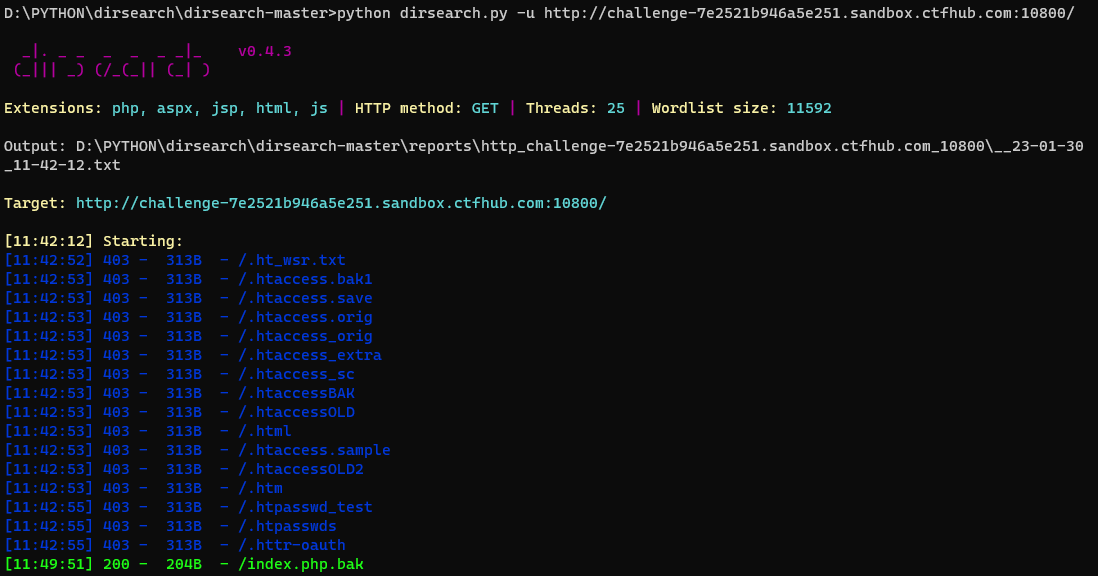 D:\PYTHON\dirsearch\dirsearch-master>python dirsearch.py -u http://challenge-7e2521b946a5e251.sandbox.ctfhub.com:10800/
  _|. _ _  _  _  _ _|_    v0.4.3
 (_||| _) (/_(_|| (_| )
Extensions: php, aspx, jsp, html, js | HTTP method: GET | Threads: 25 | Wordlist size: 11592
Output: D:\PYTHON\dirsearch\dirsearch-master\reports\http_challenge-7e2521b946a5e251.sandbox.ctfhub.com_10800\__23-01-30
_11-42-12.txt
Target: http://challenge-7e2521b946a5e251.sandbox.ctfhub.com:10800/
[11:42:12] Starting:
[11:42:52] 403 -  313B  - /.ht_wsr.txt
[11:42:53] 403 -  313B  - /.htaccess.bak1
[11:42:53] 403 -  313B  - /.htaccess.save
[11:42:53] 403 -  313B  - /.htaccess.orig
[11:42:53] 403 -  313B  - /.htaccess_orig
[11:42:53] 403 -  313B  - /.htaccess_extra
[11:42:53] 403 -  313B  - /.htaccess_sc
[11:42:53] 403 -  313B  - /.htaccessBAK
[11:42:53] 403 -  313B  - /.htaccessOLD
[11:42:53] 403 -  313B  - /.html
[11:42:53] 403 -  313B  - /.htaccess.sample
[11:42:53] 403 -  313B  - /.htaccessOLD2
[11:42:53] 403 -  313B  - /.htm
[11:42:55] 403 -  313B  - /.htpasswd_test
[11:42:55] 403 -  313B  - /.htpasswds
[11:42:55] 403 -  313B  - /.httr-oauth
[11:49:51] 200 -  204B  - /index.php.bak